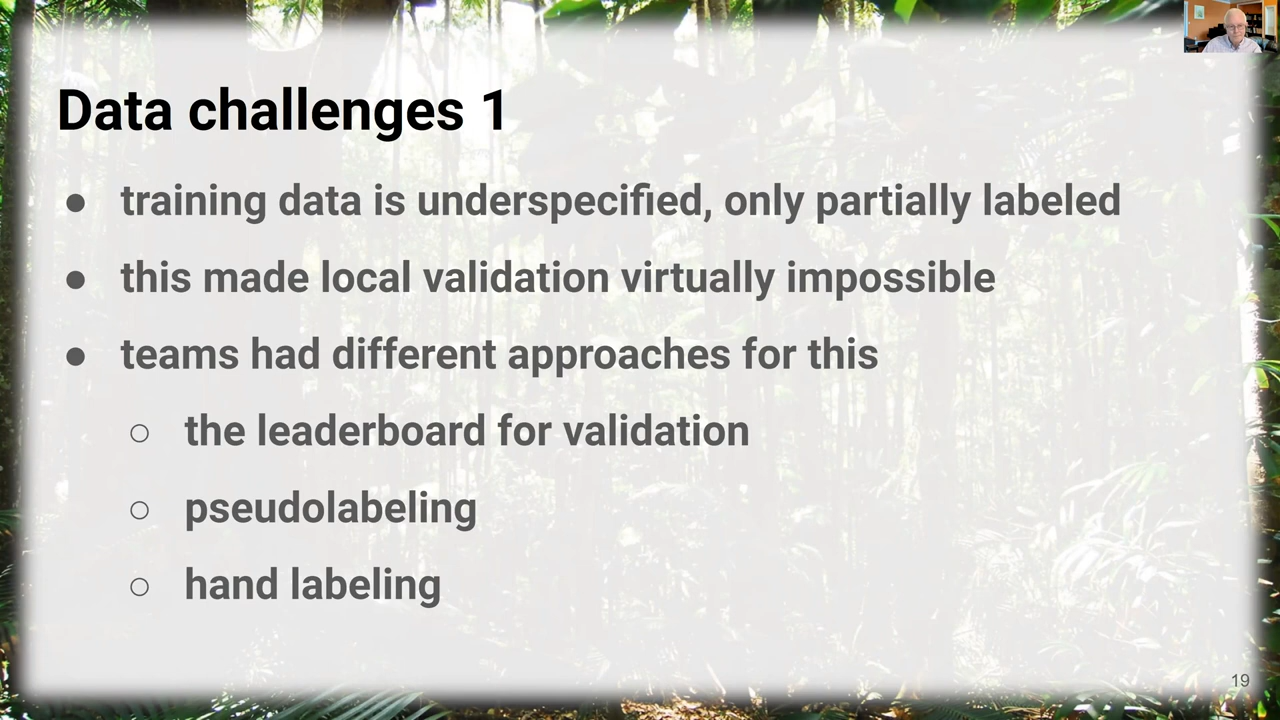 Data challenges 1
● training data is underspecified, only partially labeled
● this made local validation virtually impossible
● teams had different approaches for this
○ the leaderboard for validation
○ pseudolabeling
○ hand labeling
19